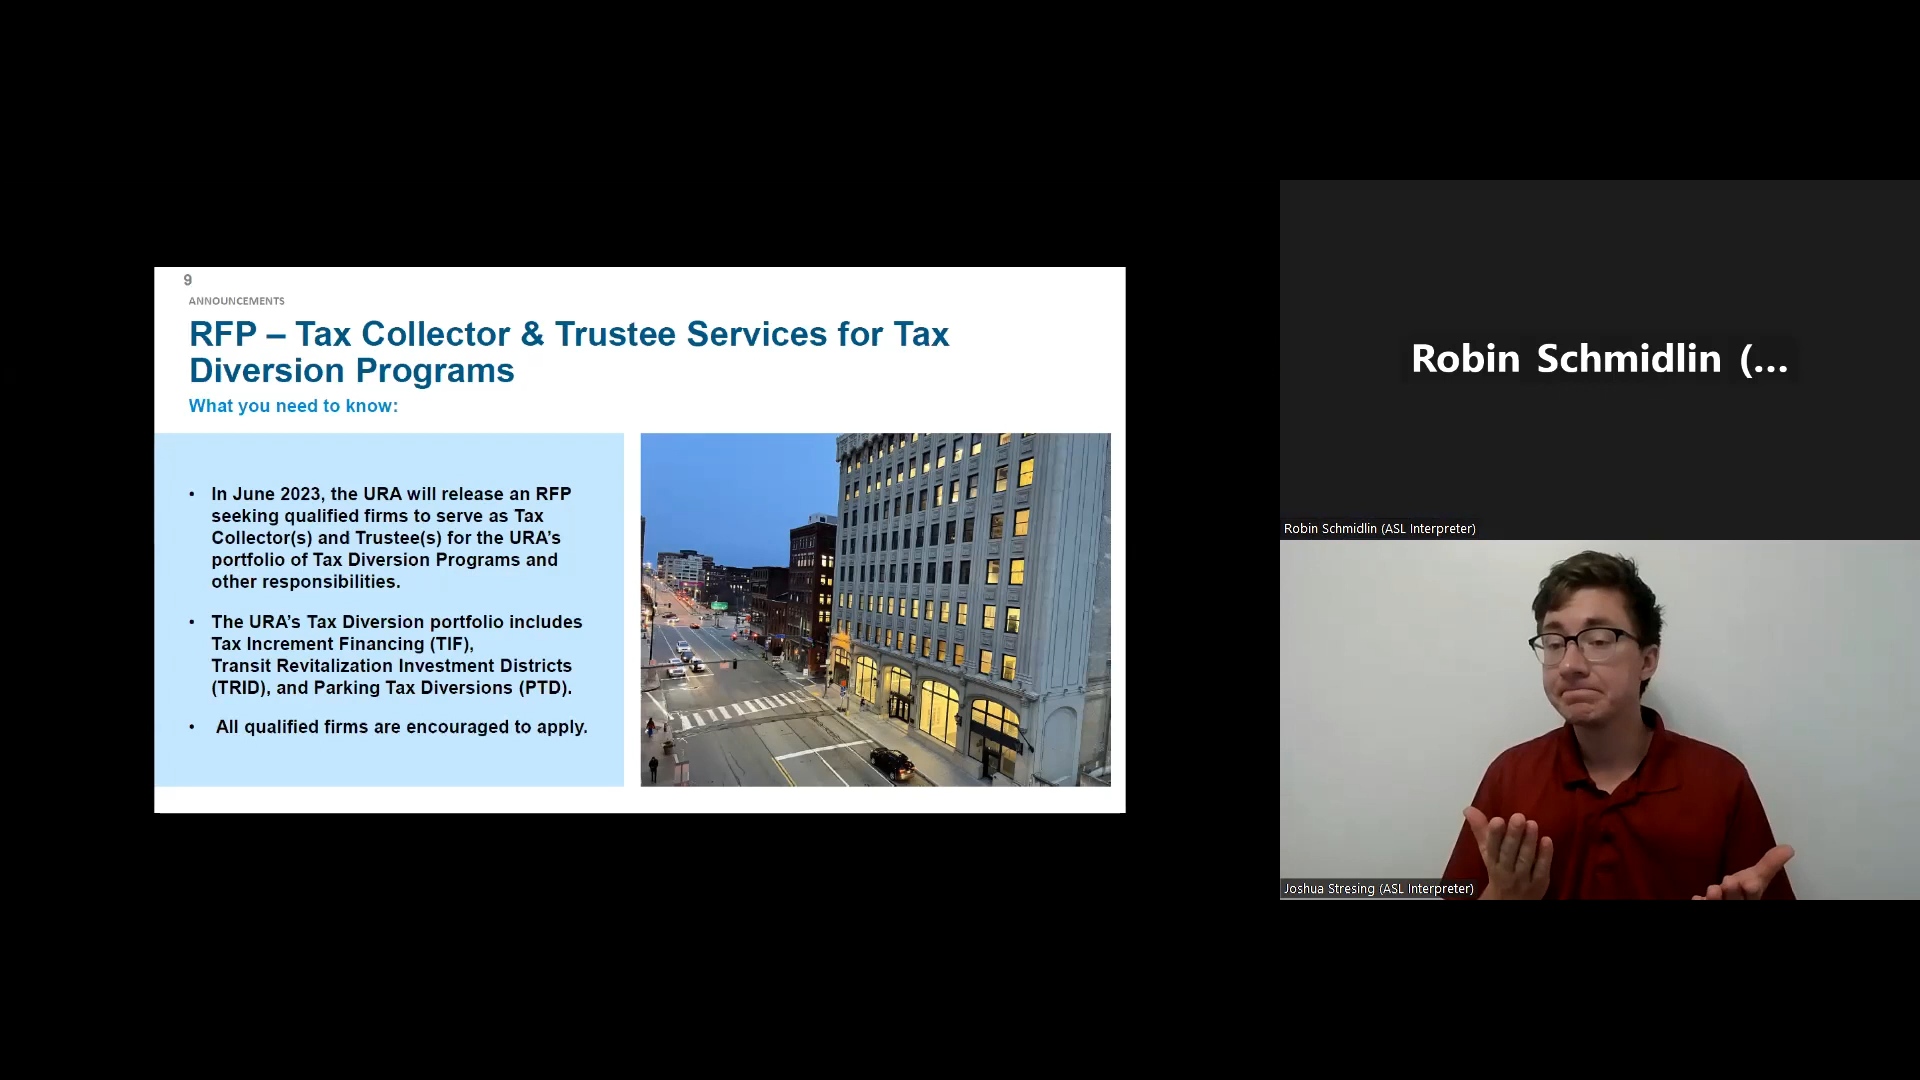 9
ANNOUNCEMENTS
RFP – Tax Collector & Trustee Services for Tax
Diversion Programs
What you need to know:
• In June 2023, the URA will release an RFP
seeking qualified firms to serve as Tax
Collector(s) and Trustee(s) for the URA’s
portfolio of Tax Diversion Programs and
other responsibilities.
• The URA’s Tax Diversion portfolio includes
Tax Increment Financing (TIF),
Transit Revitalization Investment Districts
(TRID), and Parking Tax Diversions (PTD).
• All qualified firms are encouraged to apply.
Robin Schmidlin (...
Robin Schmidlin (ASL Interpreter)
Joshua Stresing (ASL Interpreter)